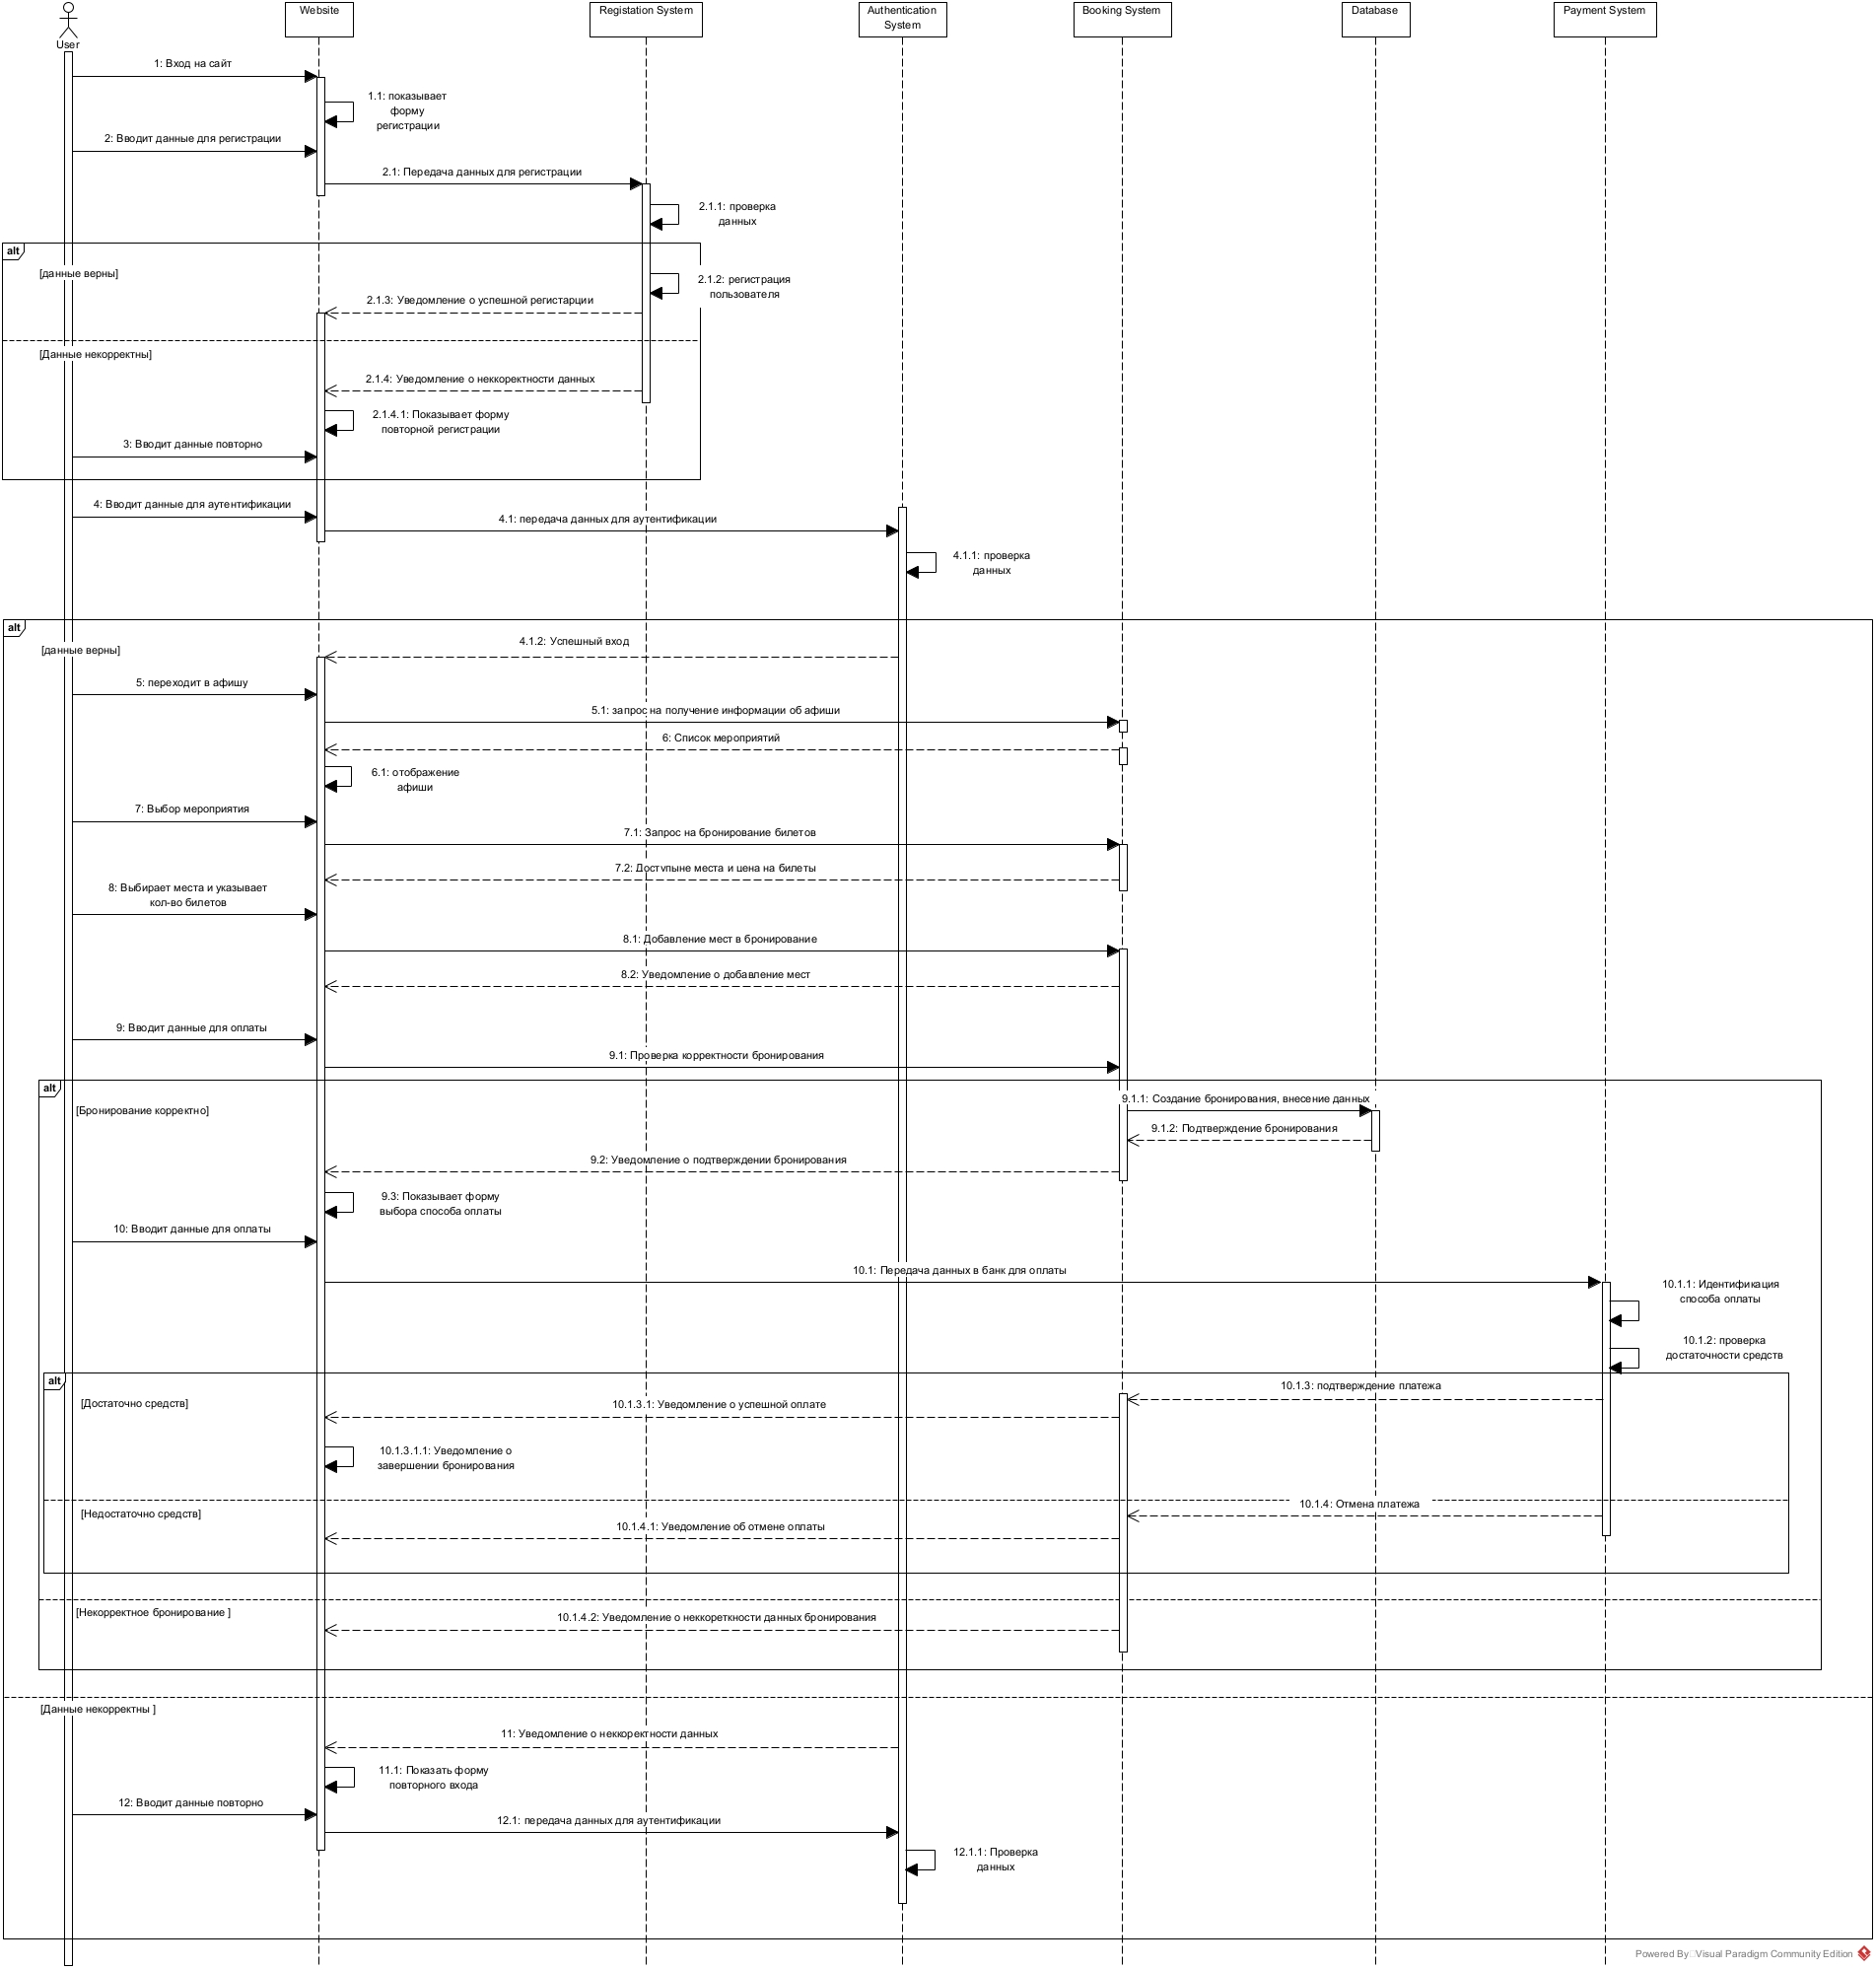 Website
Registation System
Authentication
System
Booking System
Database
Payment System
User
1: Вход на сайт
1.1: показывает
форму
регистрации
2: Вводит данные для регистрации
2.1: Передача данных для регистрации
2.1.1: проверка
данных
alt
[данные верны]
2.1.2: регистрация
пользователя
2.1.3: Уведомление о успешной регистарции
[Данные некорректны]
2.1.4: Уведомление о неккоректности данных
2.1.4.1: Показывает форму
повторной регистрации
3: Вводит данные повторно
4: Вводит данные для аутентификации
4.1: передача данных для аутентификации
4.1.1: проверка
данных
alt
[данные верны]
4.1.2: Успешный вход
5: переходит в афишу
5.1: запрос на получение информации об афиши
6: Список мероприятий
6.1: отображение
афиши
7: Выбор мероприятия
7.1: Запрос на бронирование билетов
7.2: Доступыне места и цена на билеты
8: Выбирает места и указывает
кол-во билетов
8.1: Добавление мест в бронирование
8.2: Уведомление о добавление мест
9: Вводит данные для оплаты
9.1: Проверка корректности бронирования
alt
[Бронирование корректно]
9.1.1: Создание бронирования, внесение данных
9.1.2: Подтверждение бронирования
9.2: Уведомление о подтверждении бронирования
9.3: Показывает форму
выбора способа оплаты
10: Вводит данные для оплаты
10.1: Передача данных в банк для оплаты
10.1.1: Идентификация
способа оплаты
10.1.2: проверка
достаточности средств
alt
[Достаточно средств]
10.1.3: подтверждение платежа
10.1.3.1: Уведомление о успешной оплате
10.1.3.1.1: Уведомление о
завершении бронирования
[Недостаточно средств]
10.1.4: Отмена платежа
10.1.4.1: Уведомление об отмене оплаты
[Некорректное бронирование ]
10.1.4.2: Уведомление о неккореткности данных бронирования
[Данные некорректны ]
11: Уведомление о неккоректности данных
11.1: Показать форму
повторного входа
12: Вводит данные повторно
12.1: передача данных для аутентификации
12.1.1: Проверка
данных
Powered By Visual Paradigm Community Edition